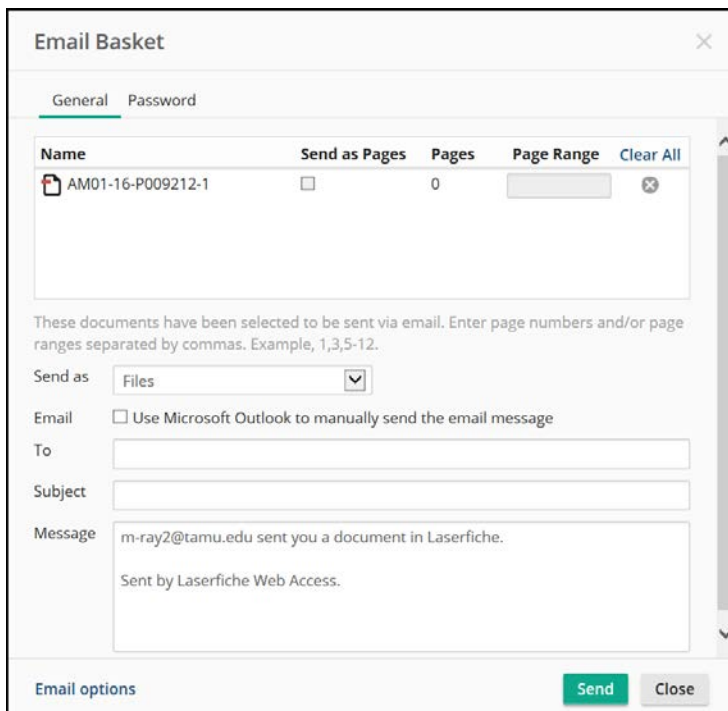 Email Basket
General Password
Name Send as Pages Pages Page Range Clear All
AM01-16-P009212-1 0
These documents have been selected to be sent via email. Enter page numbers and/or page
ranges separated by commas. Example, 1,3,5-12.
Send as Files
Email Use Microsoft Outlook to manually send the email message
To
Subject
Message m-ray2@tamu.edu sent you a document in Laserfiche.
Sent by Laserfiche Web Access.
Email options Send Close